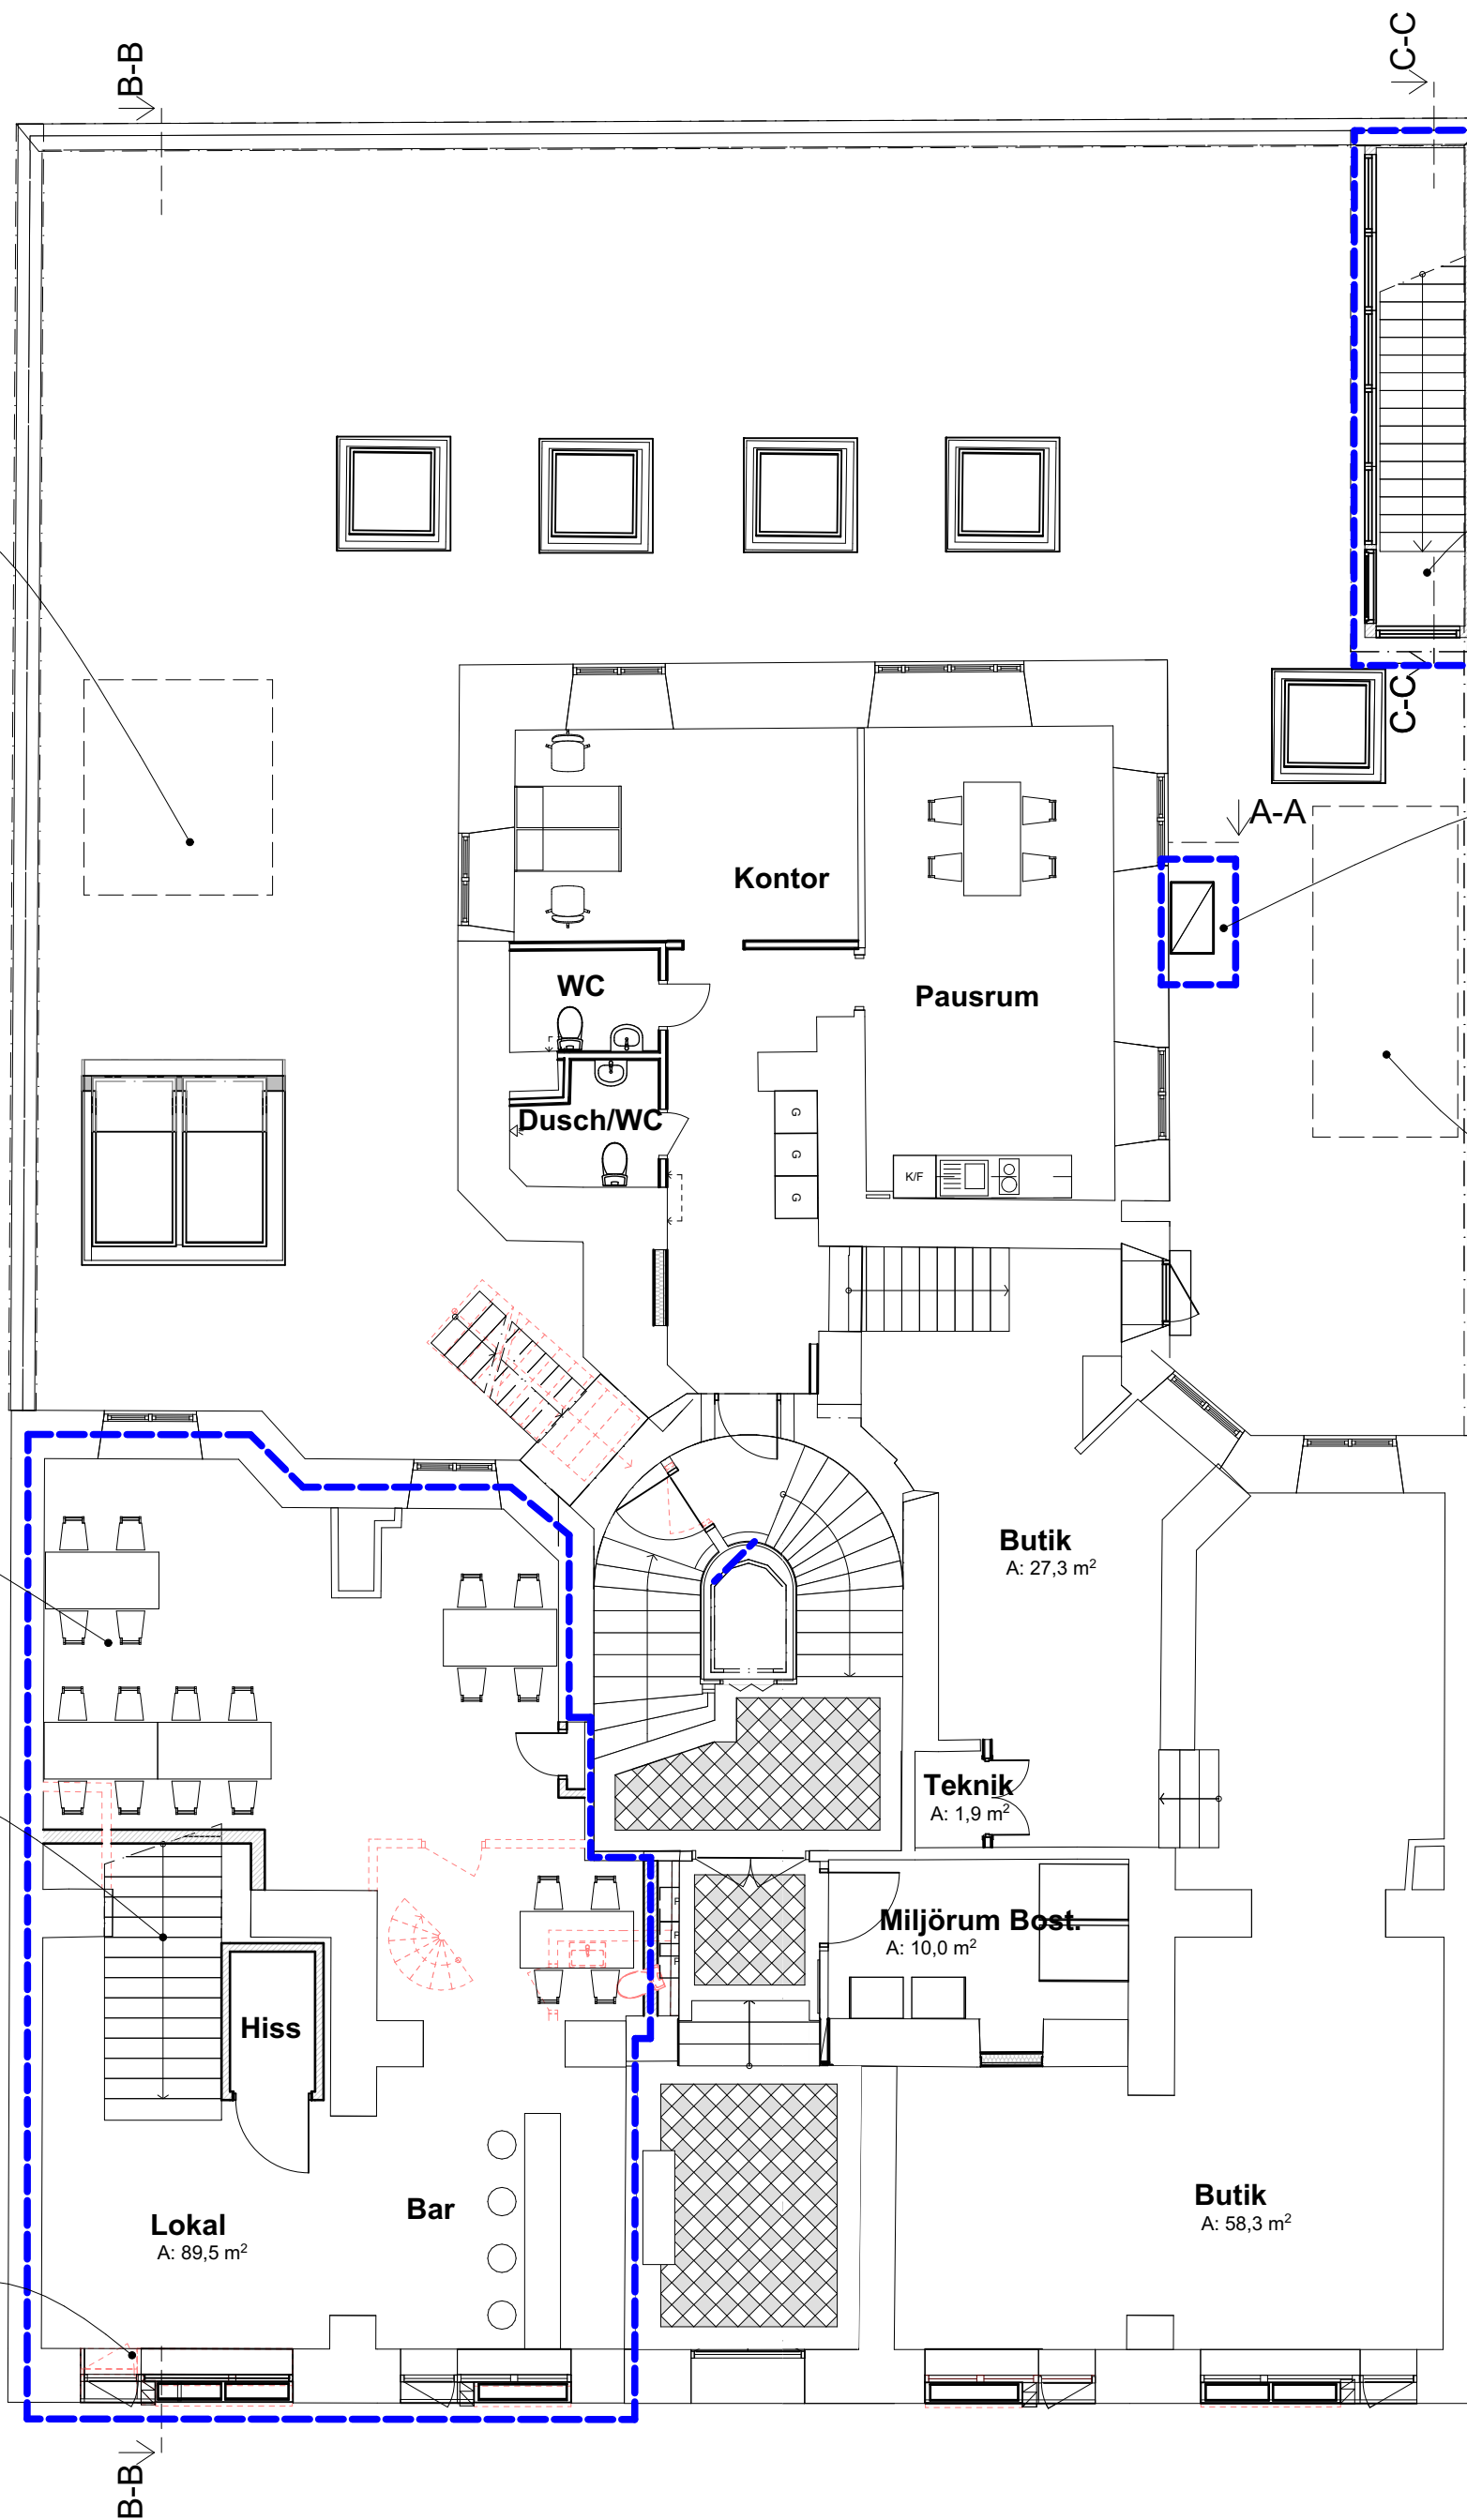 B-B
C-C
C-C
A-A
Kontor
WC
Pausrum
Dusch/WC
G
G
G
K/F
Butik
A: 27,3 m²
Teknik
A: 1,9 m²
Miljörum Bost.
A: 10,0 m²
F
F
F
Hiss
Bar
Lokal
A: 89,5 m²
Butik
A: 58,3 m²
B-B